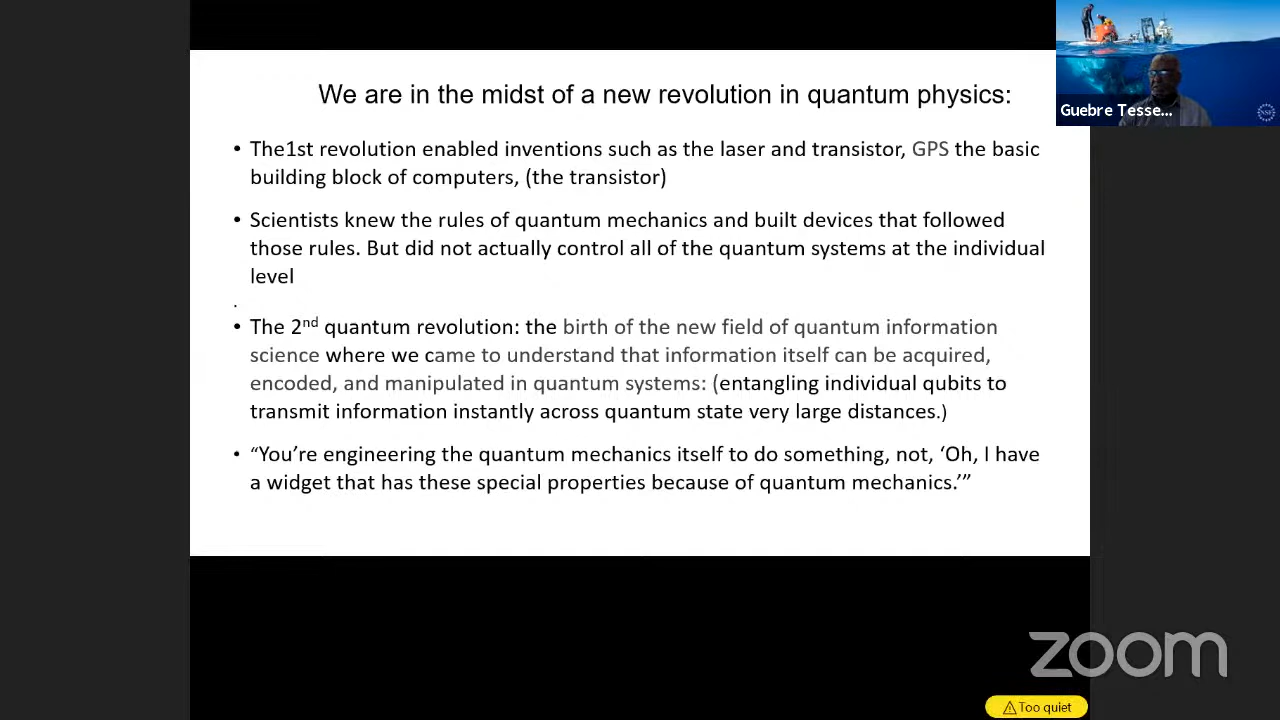 We are in the midst of a new revolution in quantum physics:
Guebre Tesse...
• The1st revolution enabled inventions such as the laser and transistor, GPS the basic
building block of computers, (the transistor)
• Scientists knew the rules of quantum mechanics and built devices that followed
those rules. But did not actually control all of the quantum systems at the individual
level
.
• The 2nd quantum revolution: the birth of the new field of quantum information
science where we came to understand that information itself can be acquired,
encoded, and manipulated in quantum systems: (entangling individual qubits to
transmit information instantly across quantum state very large distances.)
• “You’re engineering the quantum mechanics itself to do something, not, ‘Oh, I have
a widget that has these special properties because of quantum mechanics.’”
zoom
Too quiet